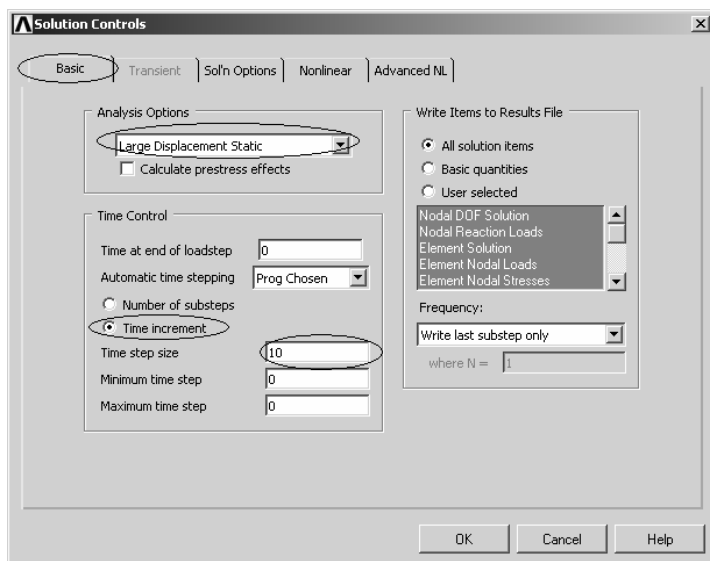 Solution Controls
Basic
Transient
Sol'n Options
Nonlinear
Advanced NL
Analysis Options
Large Displacement Static
Calculate prestress effects
Time Control
Time at end of loadstep 0
Automatic time stepping Prog Chosen
Number of substeps
Time increment
Time step size 10
Minimum time step 0
Maximum time step 0
Write Items to Results File
All solution items
Basic quantities
User selected
Nodal DOF Solution
Nodal Reaction Loads
Element Solution
Element Nodal Loads
Element Nodal Stresses
Frequency:
Write last substep only
where N = 1
OK
Cancel
Help